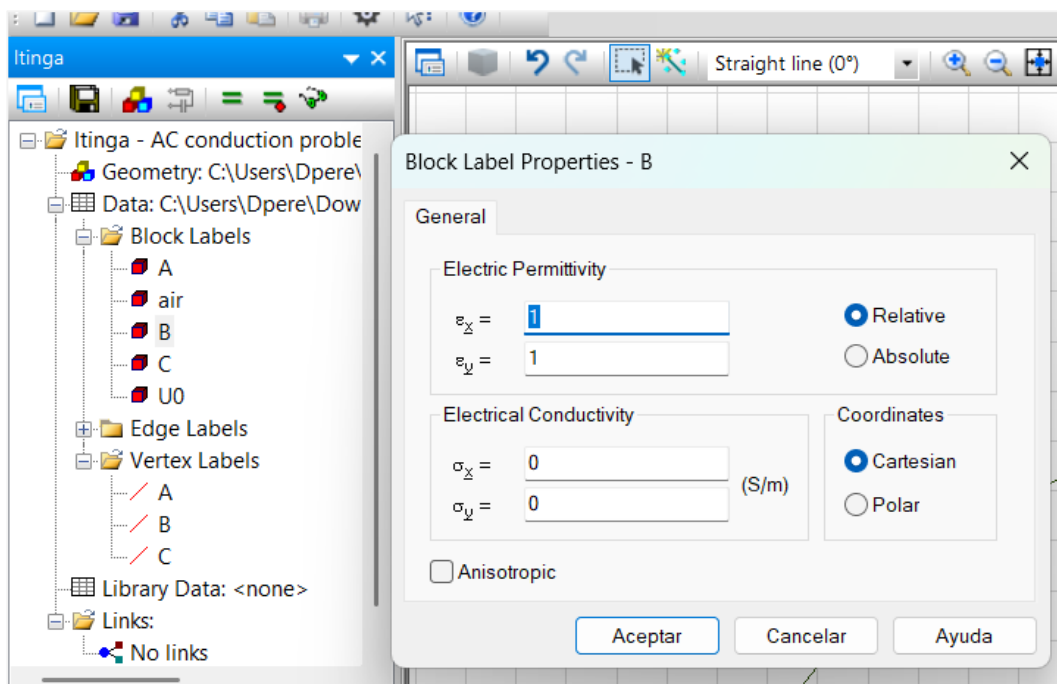 Itinga
Straight line (0°)
Itinga - AC conduction proble
Geometry: C:\Users\Dpere\
Data: C:\Users\Dpere\Dow
Block Labels
A
air
B
C
U0
Edge Labels
Vertex Labels
A
B
C
Library Data: <none>
Links:
No links
Block Label Properties - B
General
Electric Permittivity
εx = 1
εy = 1
Relative
Absolute
Electrical Conductivity
σx = 0
σy = 0
(S/m)
Coordinates
Cartesian
Polar
Anisotropic
Aceptar Cancelar Ayuda